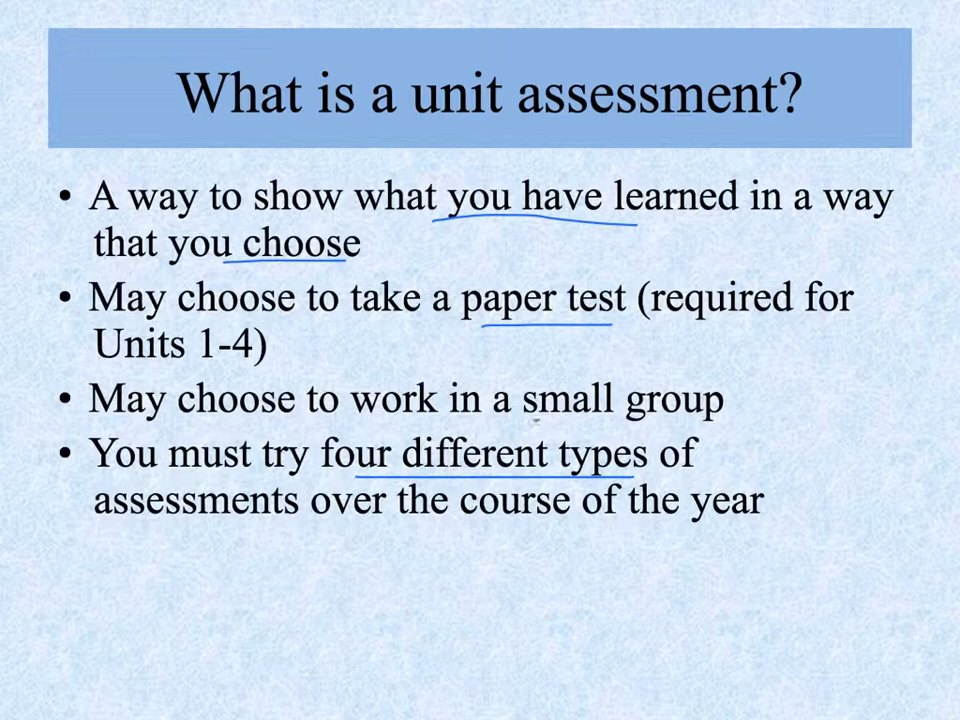 What is a unit assessment?
• A way to show what you have learned in a way
that you choose
• May choose to take a paper test (required for
Units 1-4)
• May choose to work in a small group
• You must try four different types of
assessments over the course of the year